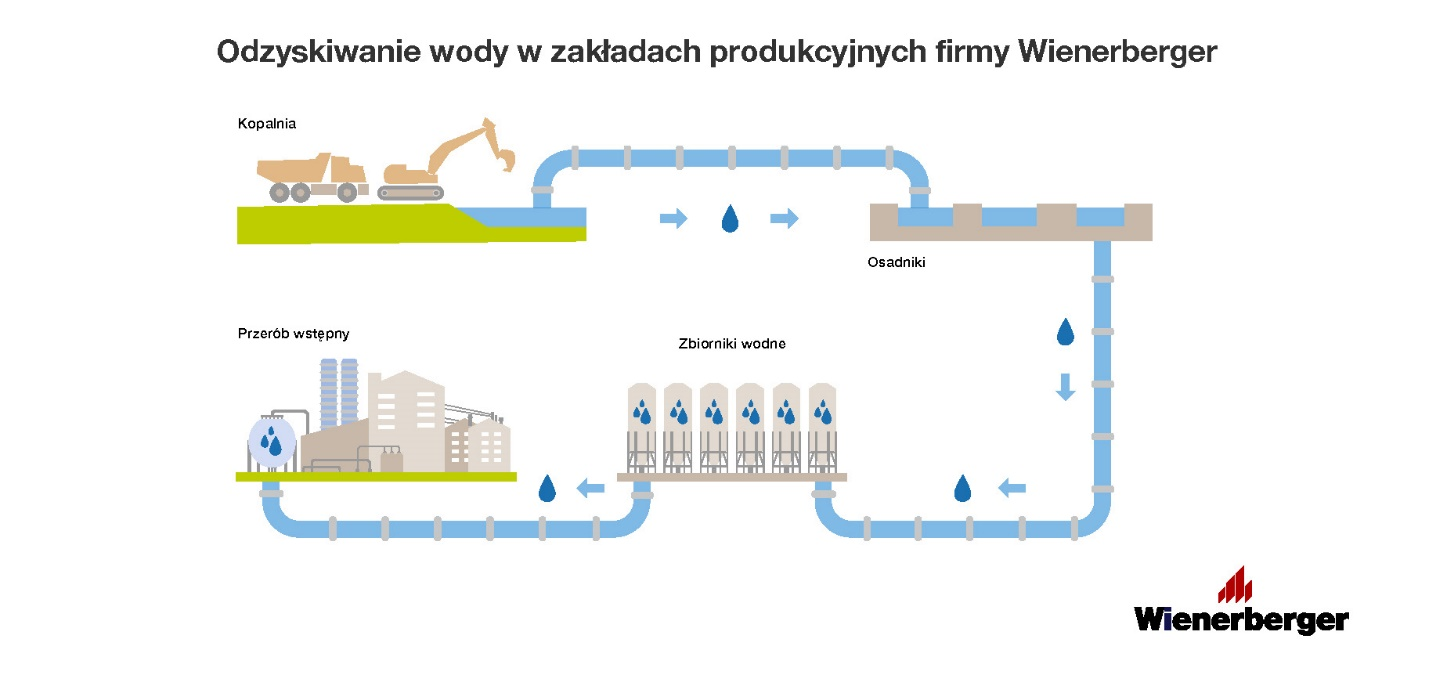 Odzyskiwanie wody w zakładach produkcyjnych firmy Wienerberger
Kopalnia
Osadniki
Przerób wstępny
Zbiorniki wodne
Wienerberger